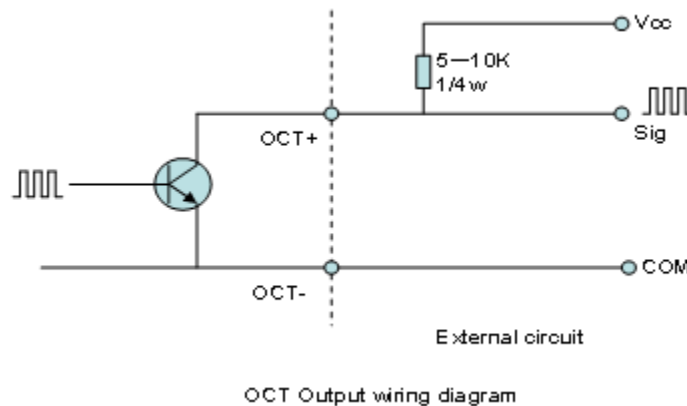 Vcc
5—10K
1/4w
OCT+
Sig
OCT-
COM
External circuit
OCT Output wiring diagram